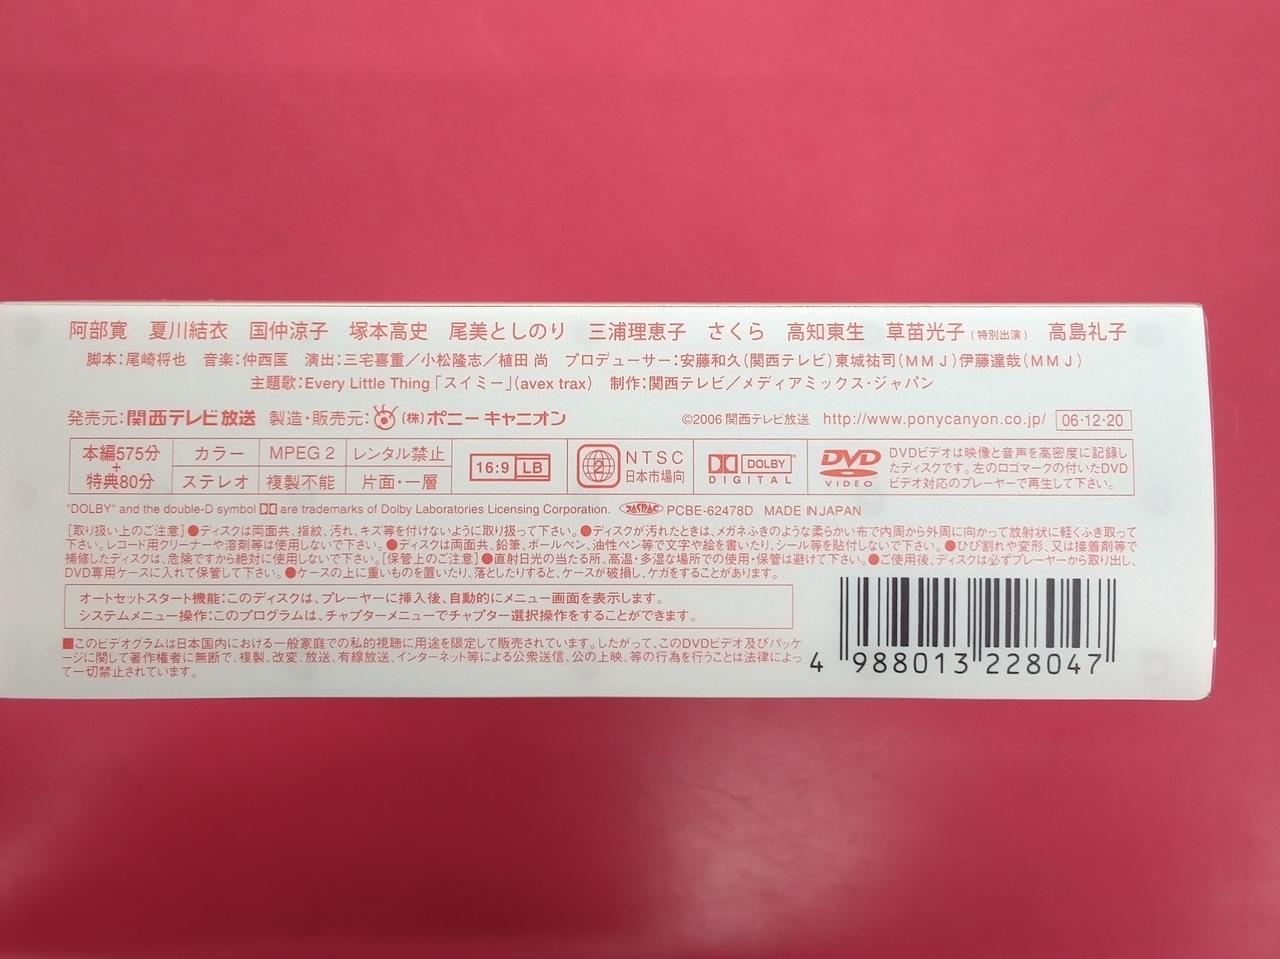 阿部寛 夏川結衣 国仲涼子 塚本高史 尾美としのり 三浦理恵子 さくら 高知東生 草笛光子(特別出演) 高島礼子
脚本:尾崎将也 音楽:仲西匡 演出:三宅喜重/小松隆志/植田 尚 プロデューサー:安藤和久(関西テレビ)東城祐司(MMJ)伊藤達哉(MMJ)
主題歌:Every Little Thing「スイミー」(avex trax) 制作:関西テレビ/メディアミックス・ジャパン
発売元:関西テレビ放送 製造・販売元:(株)ポニーキャニオン ©2006 関西テレビ放送 http://www.ponycanyon.co.jp/ 06・12・20
本編575分 + 特典80分 カラー MPEG 2 レンタル禁止 ステレオ 複製不能 片面・一層
16:9 LB 2 NTSC 日本市場向 DOLBY DIGITAL DVD VIDEO
DVDビデオは映像と音声を高密度に記録し
たディスクです。左のロゴマークの付いたDVD
ビデオ対応のプレーヤーで再生して下さい。
"DOLBY" and the double-D symbol are trademarks of Dolby Laboratories Licensing Corporation. JASRAC PCBE-62478D MADE IN JAPAN
[取り扱い上のご注意]●ディスクは両面共、指紋、汚れ、キズ等を付けないように取り扱って下さい。●ディスクが汚れたときは、メガネふきのような柔らかい布で内周から外周に向かって放射状に軽くふき取って
下さい。レコード用クリーナーや溶剤等は使用しないで下さい。●ディスクは両面共、鉛筆、ボールペン、油性ペン等で文字や絵を書いたり、シール等を貼付しないで下さい。●ひび割れや変形、又は接着剤等で
補修したディスクは、危険ですから絶対に使用しないで下さい。[保管上のご注意]●直射日光の当たる所、高温・多湿な場所での使用・保管は避けて下さい。●ご使用後、ディスクは必ずプレーヤーから取り出し、
DVD専用ケースに入れて保管して下さい。●ケースの上に重いものを置いたり、落としたりすると、ケースが破損し、ケガをすることがあります。
オートセットスタート機能:このディスクは、プレーヤーに挿入後、自動的にメニュー画面を表示します。
システムメニュー操作:このプログラムは、チャプターメニューでチャプター選択操作をすることができます。
■このビデオグラムは日本国内における一般家庭での私的視聴に用途を限定して販売されています。したがって、このDVDビデオ及びパッケ
ージに関して著作権者に無断で、複製、改変、放送、有線放送、インターネット等による公衆送信、公の上映、等の行為を行うことは法律によっ
て一切禁止されています。
4 988013 228047